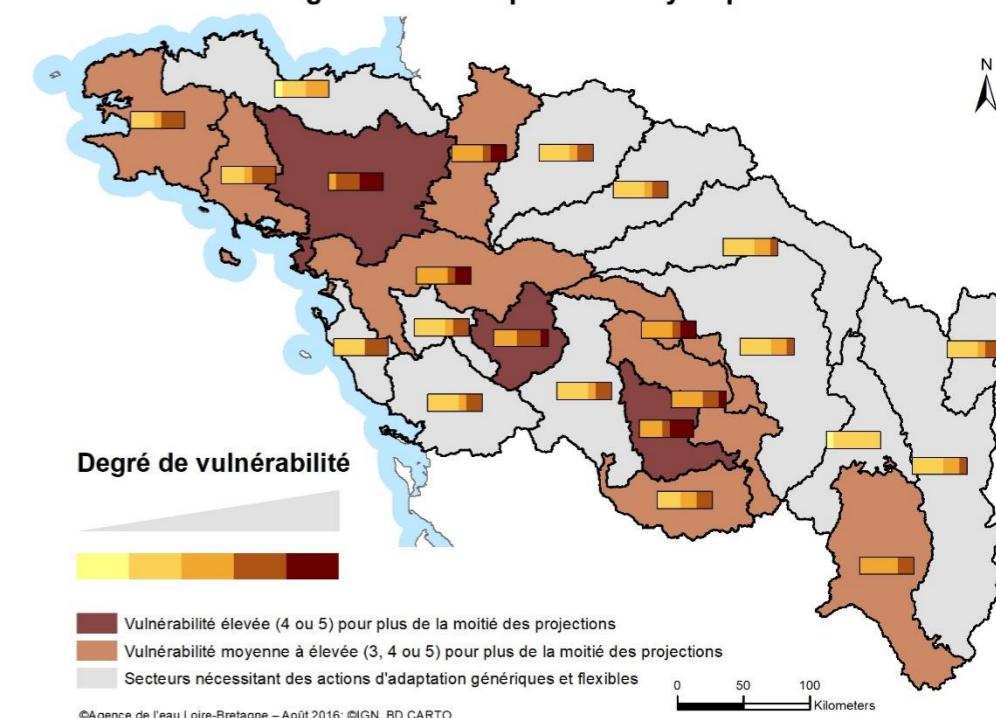 N
Degré de vulnérabilité
Vulnérabilité élevée (4 ou 5) pour plus de la moitié des projections
Vulnérabilité moyenne à élevée (3, 4 ou 5) pour plus de la moitié des projections
Secteurs nécessitant des actions d'adaptation génériques et flexibles
0 50 100
Kilometers
©Agence de l'eau Loire-Bretagne – Août 2016; ©IGN BD CARTO